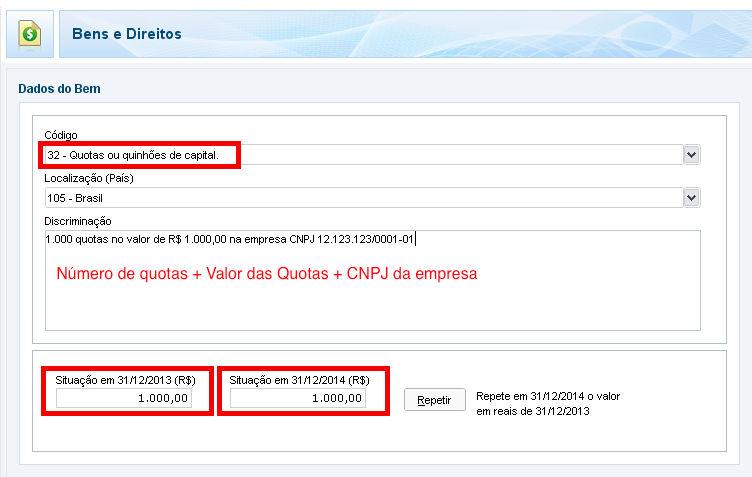 Bens e Direitos
Dados do Bem
Código
32 - Quotas ou quinhões de capital.
Localização (País)
105 - Brasil
Discriminação
1.000 quotas no valor de R$ 1.000,00 na empresa CNPJ 12.123.123/0001-01
Número de quotas + Valor das Quotas + CNPJ da empresa
Situação em 31/12/2013 (R$)
1.000,00
Situação em 31/12/2014 (R$)
1.000,00
Repetir
Repete em 31/12/2014 o valor
em reais de 31/12/2013